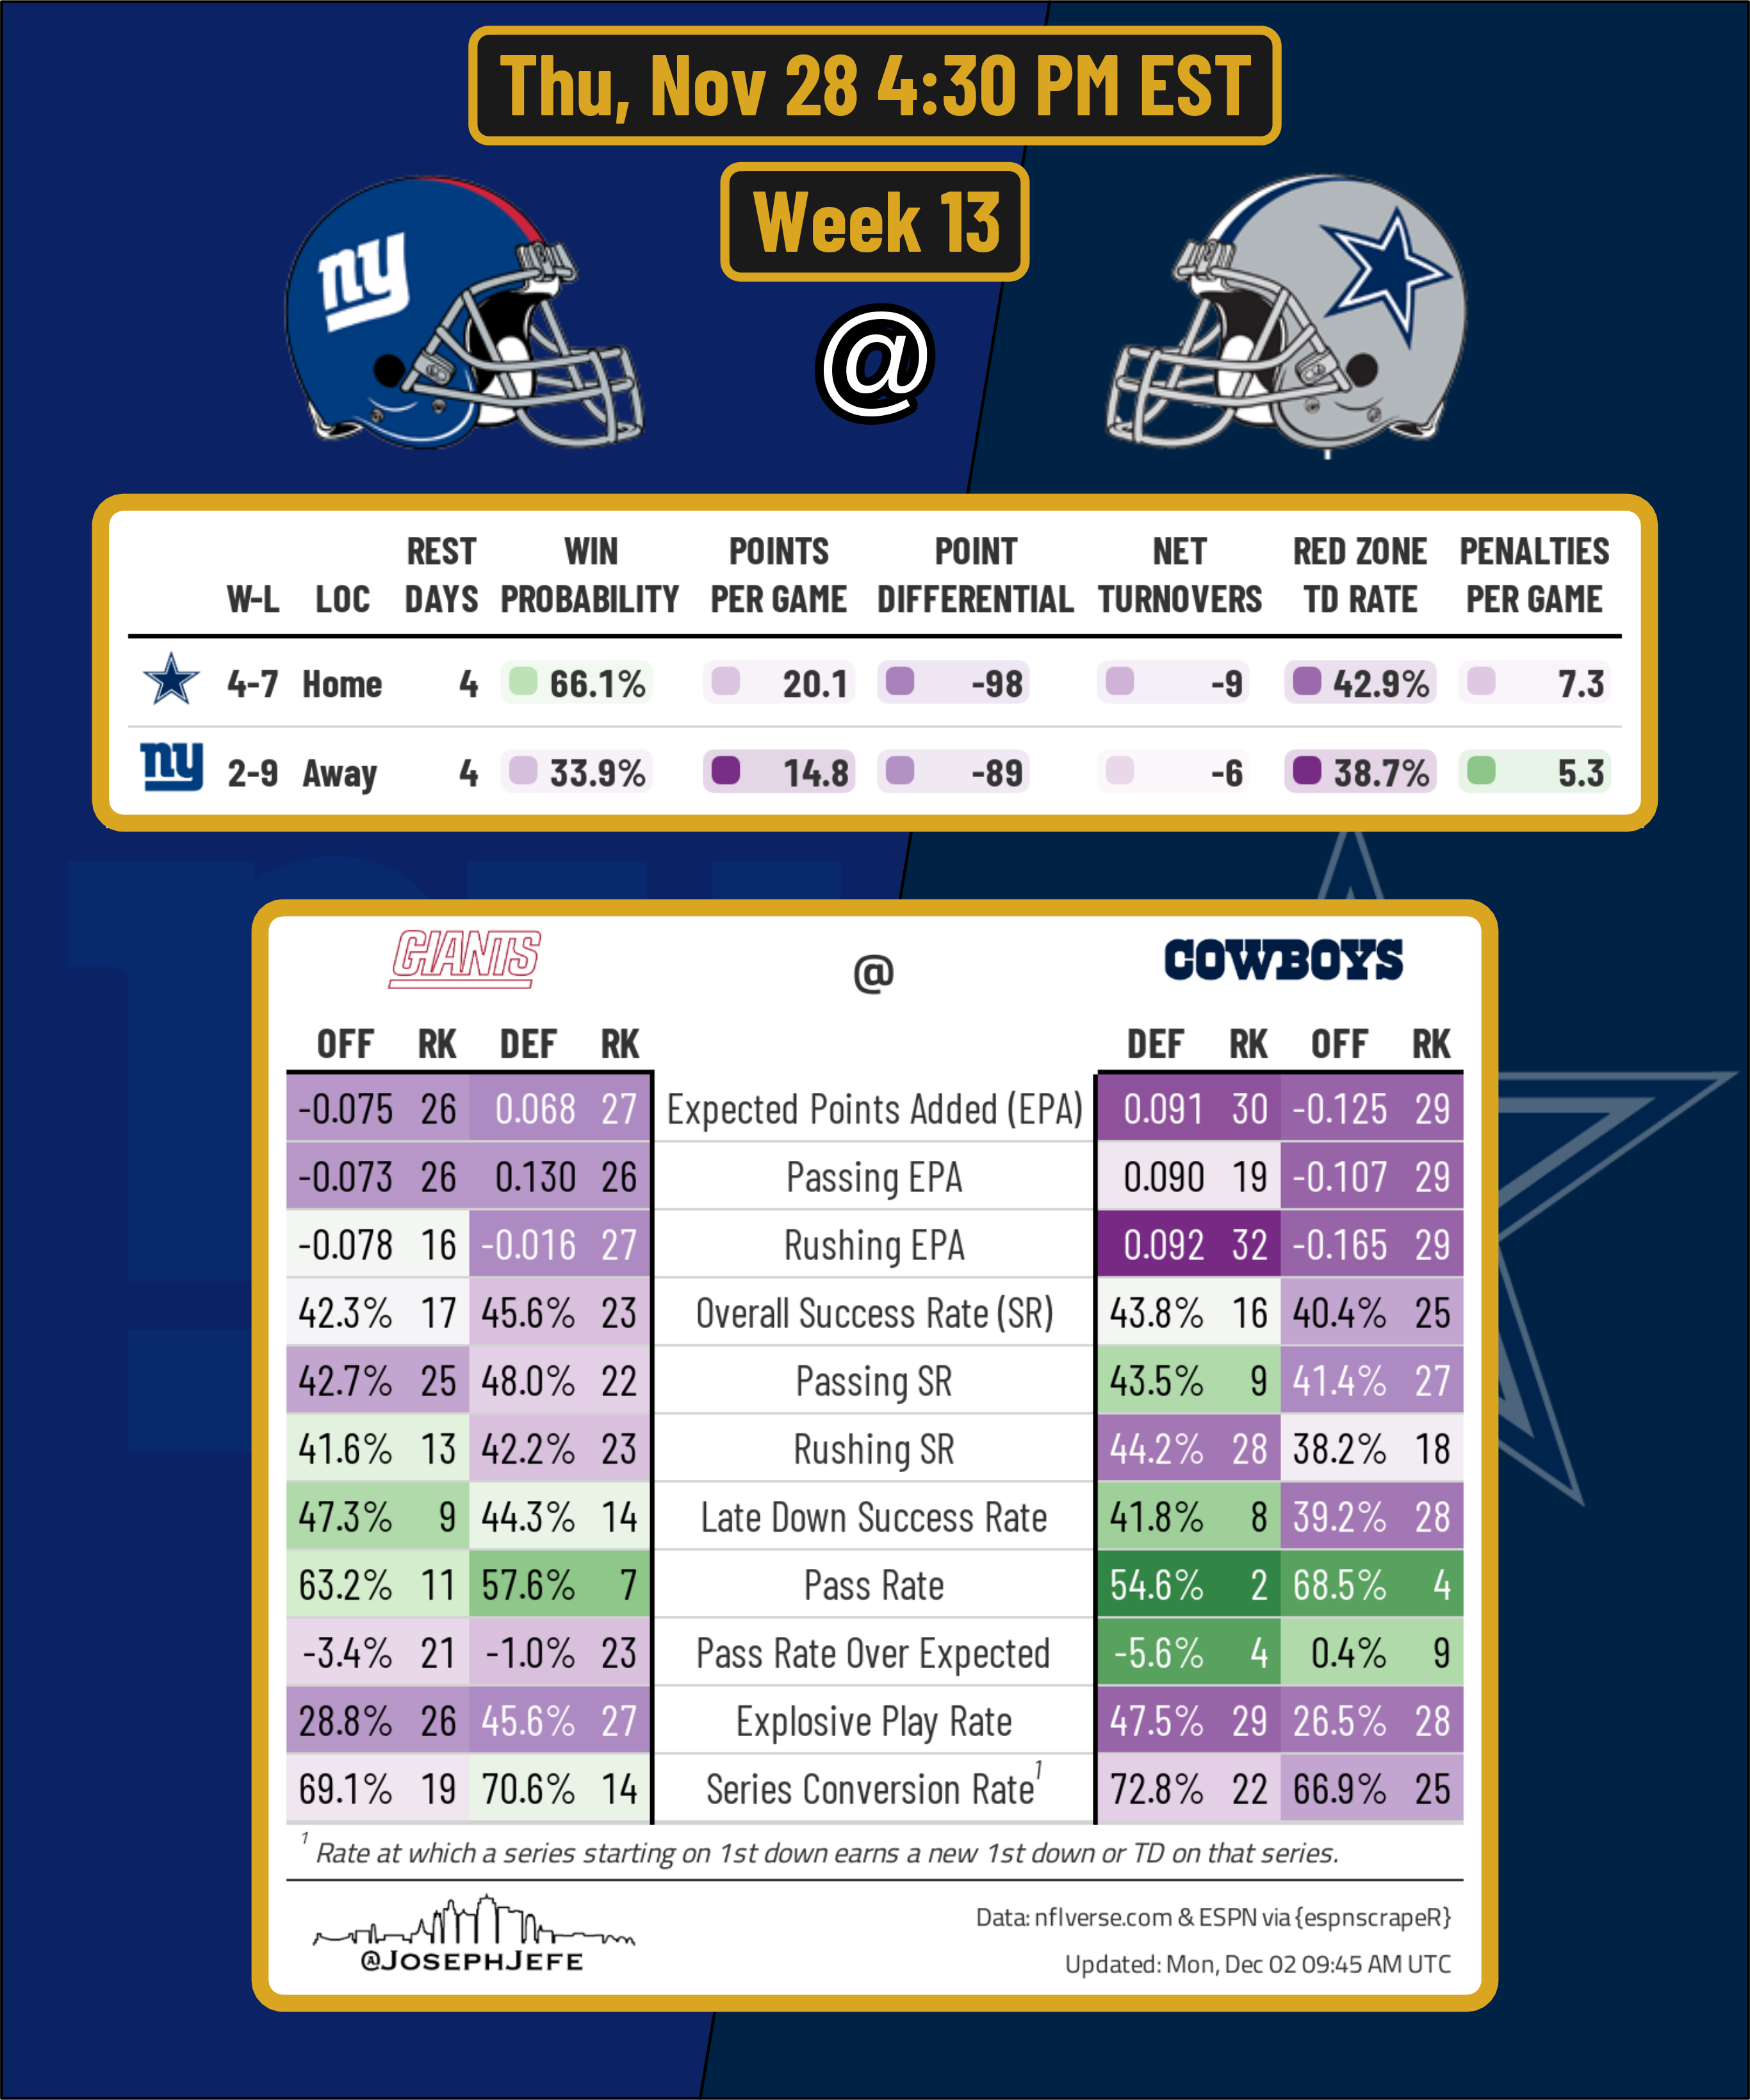 Thu, Nov 28 4:30 PM EST
Week 13
ny
@
REST WIN POINTS POINT NET RED ZONE PENALTIES
W-L LOC DAYS PROBABILITY PER GAME DIFFERENTIAL TURNOVERS TD RATE PER GAME
4-7 Home 4 66.1% 20.1 -98 -9 42.9% 7.3
ny 2-9 Away 4 33.9% 14.8 -89 -6 38.7% 5.3
GIANTS @ COWBOYS
OFF RK DEF RK DEF RK OFF RK
-0.075 26 0.068 27 Expected Points Added (EPA) 0.091 30 -0.125 29
-0.073 26 0.130 26 Passing EPA 0.090 19 -0.107 29
-0.078 16 -0.016 27 Rushing EPA 0.092 32 -0.165 29
42.3% 17 45.6% 23 Overall Success Rate (SR) 43.8% 16 40.4% 25
42.7% 25 48.0% 22 Passing SR 43.5% 9 41.4% 27
41.6% 13 42.2% 23 Rushing SR 44.2% 28 38.2% 18
47.3% 9 44.3% 14 Late Down Success Rate 41.8% 8 39.2% 28
63.2% 11 57.6% 7 Pass Rate 54.6% 2 68.5% 4
-3.4% 21 -1.0% 23 Pass Rate Over Expected -5.6% 4 0.4% 9
28.8% 26 45.6% 27 Explosive Play Rate 47.5% 29 26.5% 28
69.1% 19 70.6% 14 Series Conversion Rate¹ 72.8% 22 66.9% 25
¹ Rate at which a series starting on 1st down earns a new 1st down or TD on that series.
@JOSEPHJEFE
Data: nflverse.com & ESPN via {espnscrapeR}
Updated: Mon, Dec 02 09:45 AM UTC